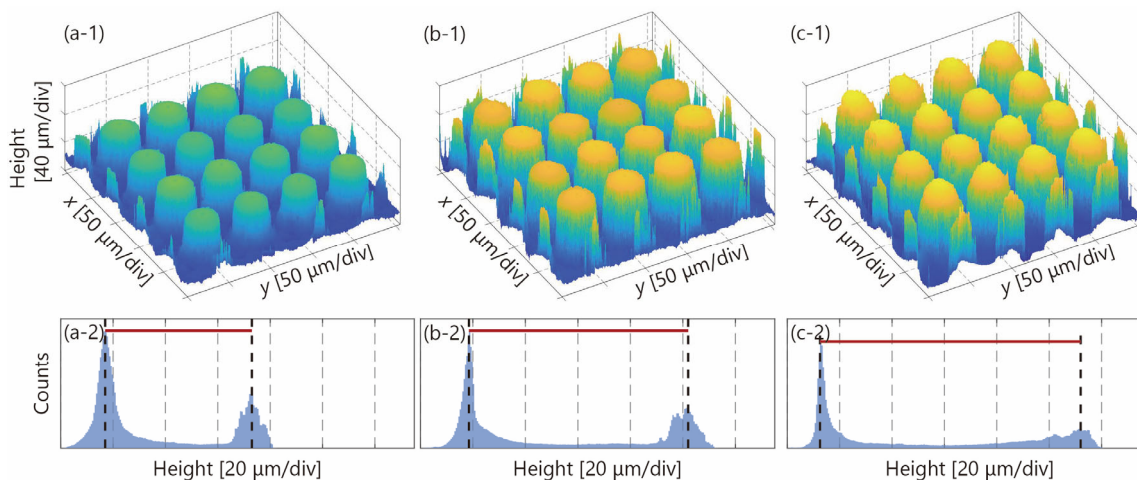 (a-1)
(b-1)
(c-1)
Height
[40 μm/div]
x [50 μm/div]
y [50 μm/div]
x [50 μm/div]
y [50 μm/div]
x [50 μm/div]
y [50 μm/div]
(a-2)
(b-2)
(c-2)
Counts
Height [20 μm/div]
Height [20 μm/div]
Height [20 μm/div]